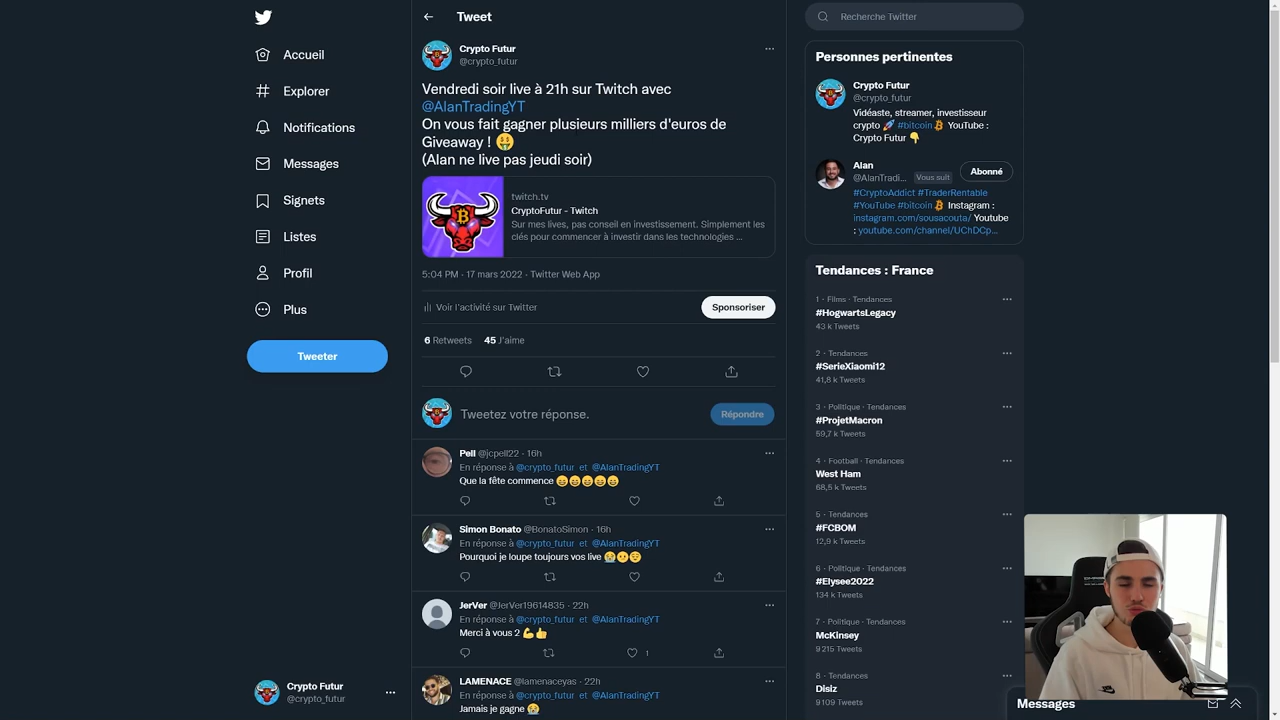 Accueil
Explorer
Notifications
Messages
Signets
Listes
Profil
Plus
Tweeter
Crypto Futur
@crypto_futur
Tweet
Crypto Futur
@crypto_futur
Vendredi soir live à 21h sur Twitch avec
@AlanTradingYT
On vous fait gagner plusieurs milliers d'euros de
Giveaway ! 🤑
(Alan ne live pas jeudi soir)
twitch.tv
CryptoFutur - Twitch
Sur mes lives, pas conseil en investissement. Simplement les
clés pour commencer à investir dans les technologies ...
5:04 PM · 17 mars 2022 · Twitter Web App
Voir l'activité sur Twitter
Sponsoriser
6 Retweets 45 J'aime
Tweetez votre réponse.
Répondre
Pell @jcpell22 · 16h
En réponse à @crypto_futur et @AlanTradingYT
Que la fête commence
Simon Bonato @BonatoSimon · 16h
En réponse à @crypto_futur et @AlanTradingYT
Pourquoi je loupe toujours vos live
JerVer @JerVer19614835 · 22h
En réponse à @crypto_futur et @AlanTradingYT
Merci à vous 2 💪👍
1
LAMENACE @lamenaceyas · 22h
En réponse à @crypto_futur et @AlanTradingYT
Jamais je gagne 😭
Recherche Twitter
Personnes pertinentes
Crypto Futur
@crypto_futur
Vidéaste, streamer, investisseur
crypto 🚀 #bitcoin YouTube :
Crypto Futur 👇
Alan
@AlanTradi... Vous suit
Abonné
#CryptoAddict #TraderRentable
#YouTube #bitcoin Instagram :
instagram.com/sousacouta/ Youtube
: youtube.com/channel/UChDCp...
Tendances : France
1 · Films · Tendances
#HogwartsLegacy
43 k Tweets
2 · Tendances
#SerieXiaomi12
41,8 k Tweets
3 · Politique · Tendances
#ProjetMacron
59,7 k Tweets
4 · Football · Tendances
West Ham
68,5 k Tweets
5 · Tendances
#FCBOM
12,9 k Tweets
6 · Politique · Tendances
#Elysee2022
134 k Tweets
7 · Politique · Tendances
McKinsey
9 215 Tweets
8 · Tendances
Disiz
9 109 Tweets
Messages